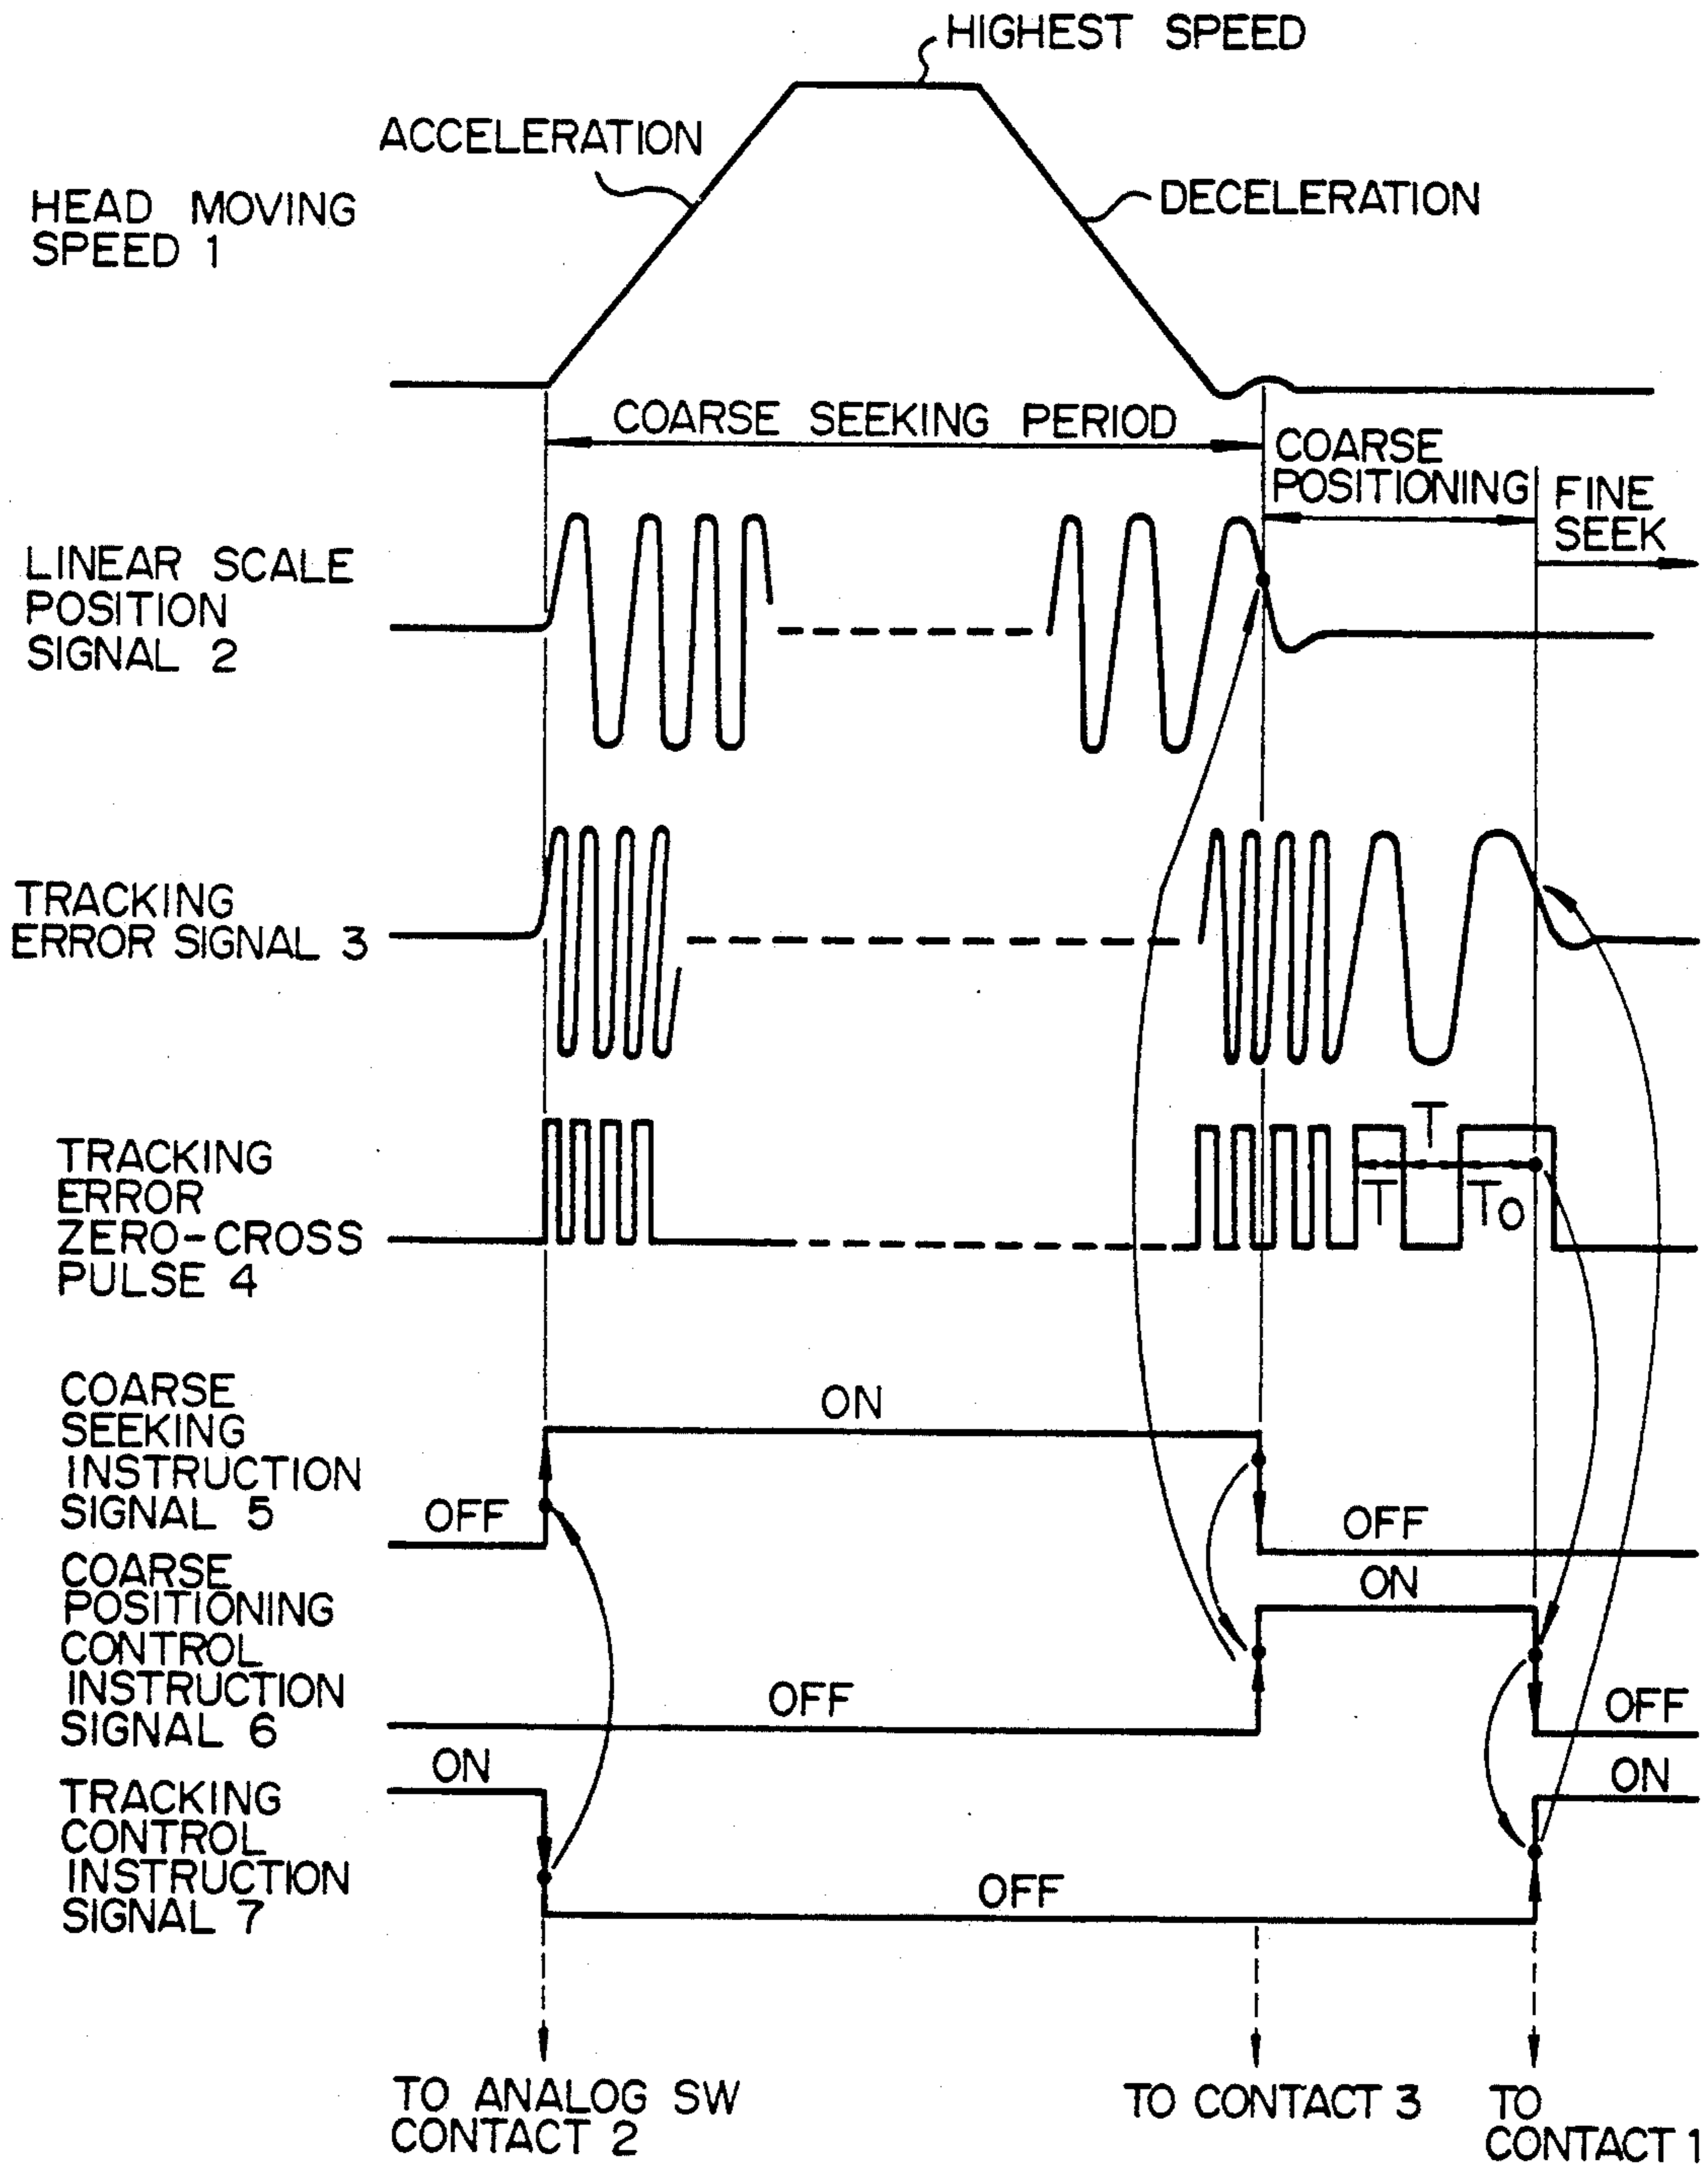 HIGHEST SPEED
ACCELERATION
HEAD MOVING
SPEED 1
DECELERATION
COARSE SEEKING PERIOD
COARSE
POSITIONING
FINE
SEEK
LINEAR SCALE
POSITION
SIGNAL 2
TRACKING
ERROR SIGNAL 3
TRACKING
ERROR
ZERO-CROSS
PULSE 4
T
T
TO
COARSE
SEEKING
INSTRUCTION
SIGNAL 5
OFF
ON
OFF
COARSE
POSITIONING
CONTROL
INSTRUCTION
SIGNAL 6
OFF
ON
OFF
TRACKING
CONTROL
INSTRUCTION
SIGNAL 7
ON
OFF
ON
TO ANALOG SW
CONTACT 2
TO CONTACT 3
TO
CONTACT 1